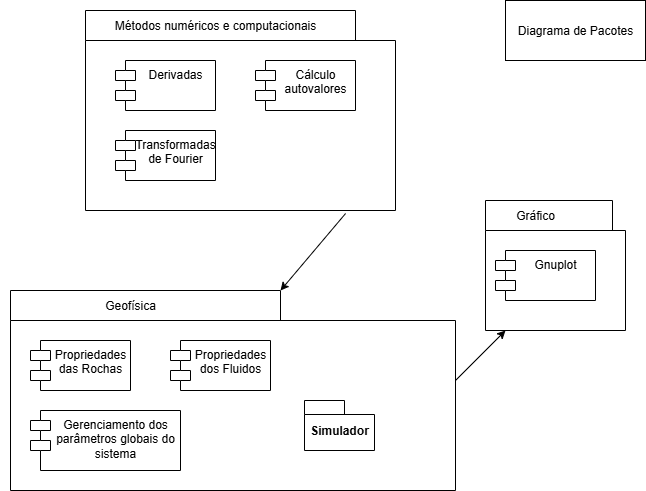 Métodos numéricos e computacionais
Diagrama de Pacotes
Derivadas
Cálculo
autovalores
Transformadas
de Fourier
Gráfico
Gnuplot
Geofísica
Propriedades
das Rochas
Propriedades
dos Fluidos
Gerenciamento dos
parâmetros globais do
sistema
Simulador